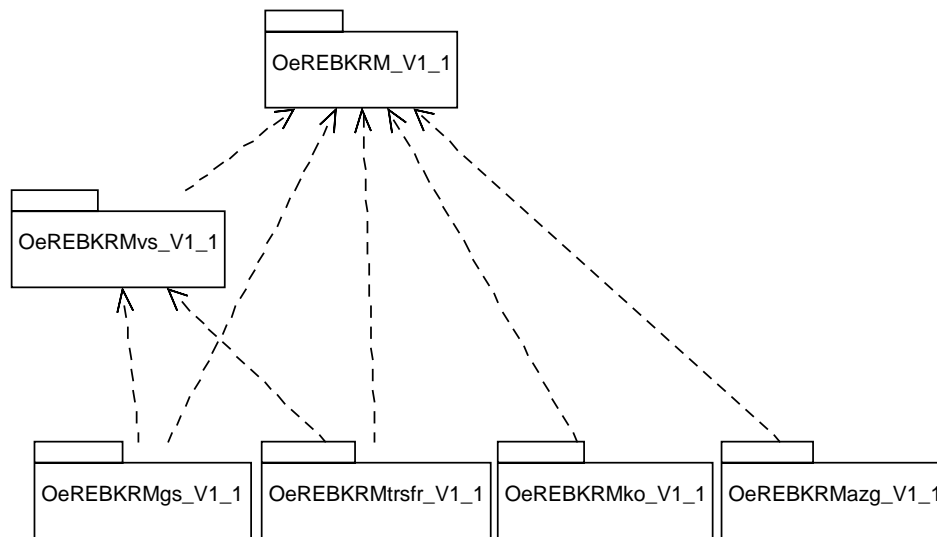 OeREBKRM_V1_1
OeREBKRMvs_V1_1
OeREBKRMgs_V1_1
OeREBKRMtrsfr_V1_1
OeREBKRMko_V1_1
OeREBKRMazg_V1_1